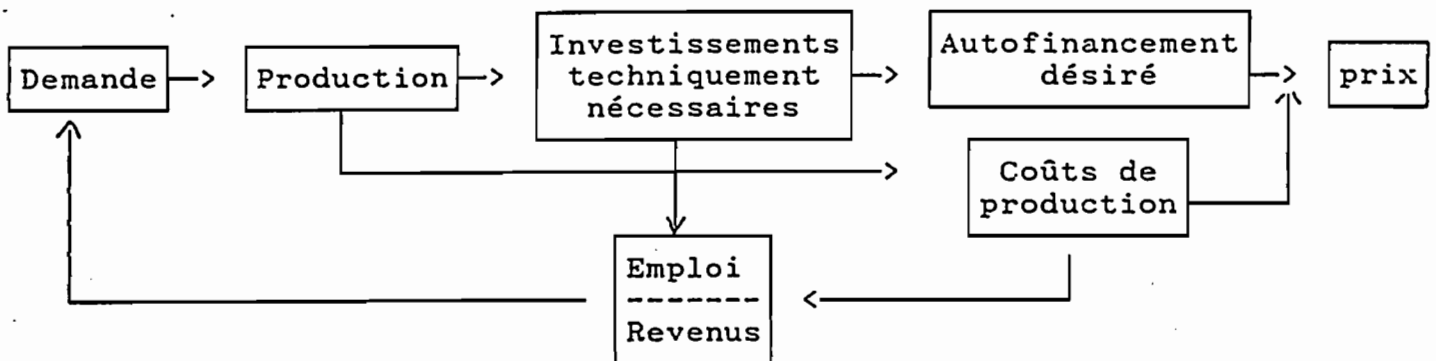 Demande
Production
Investissements
techniquement
nécessaires
Autofinancement
désiré
prix
Coûts de
production
Emploi
-------
Revenus